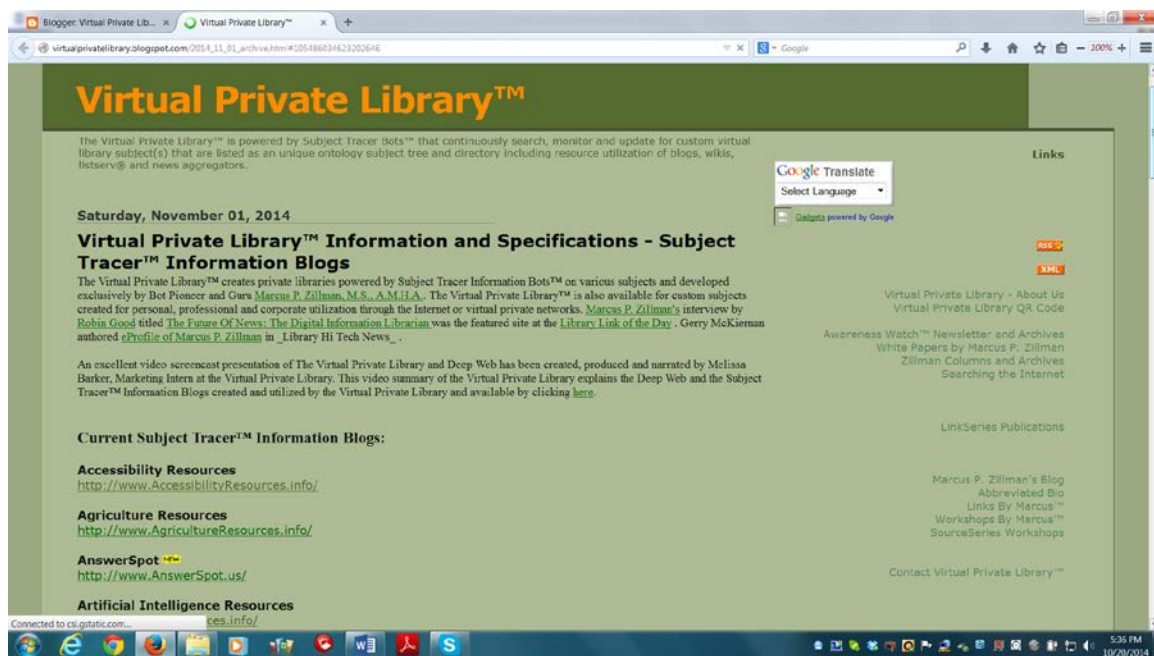 Blogger: Virtual Private Lib...
Virtual Private Library™
virtualprivatelibrary.blogspot.com/2014_11_01_archive.html#105486034623202646
Google
100%
Virtual Private Library™
The Virtual Private Library™ is powered by Subject Tracer Bots™ that continuously search, monitor and update for custom virtual
library subject(s) that are listed as an unique ontology subject tree and directory including resource utilization of blogs, wikis,
listserv® and news aggregators.
Saturday, November 01, 2014
Virtual Private Library™ Information and Specifications - Subject
Tracer™ Information Blogs
The Virtual Private Library™ creates private libraries powered by Subject Tracer Information Bots™ on various subjects and developed
exclusively by Bot Pioneer and Guru Marcus P. Zillman, M.S., A.M.H.A.. The Virtual Private Library™ is also available for custom subjects
created for personal, professional and corporate utilization through the Internet or virtual private networks. Marcus P. Zillman's interview by
Robin Good titled The Future Of News: The Digital Information Librarian was the featured site at the Library Link of the Day . Gerry McKiernan
authored eProfile of Marcus P. Zillman in _Library Hi Tech News_ .
An excellent video screencast presentation of The Virtual Private Library and Deep Web has been created, produced and narrated by Melissa
Barker, Marketing Intern at the Virtual Private Library. This video summary of the Virtual Private Library explains the Deep Web and the Subject
Tracer™ Information Blogs created and utilized by the Virtual Private Library and available by clicking here.
Current Subject Tracer™ Information Blogs:
Accessibility Resources
http://www.AccessibilityResources.info/
Agriculture Resources
http://www.AgricultureResources.info/
AnswerSpot NEW
http://www.AnswerSpot.us/
Artificial Intelligence Resources
ces.info/
Google Translate
Select Language
Gadgets powered by Google
Links
RSS
XML
Virtual Private Library - About Us
Virtual Private Library QR Code
Awareness Watch™ Newsletter and Archives
White Papers by Marcus P. Zillman
Zillman Columns and Archives
Searching the Internet
LinkSeries Publications
Marcus P. Zillman's Blog
Abbreviated Bio
Links By Marcus™
Workshops By Marcus™
SourceSeries Workshops
Contact Virtual Private Library™
Connected to csi.gstatic.com...
5:36 PM
10/20/2014